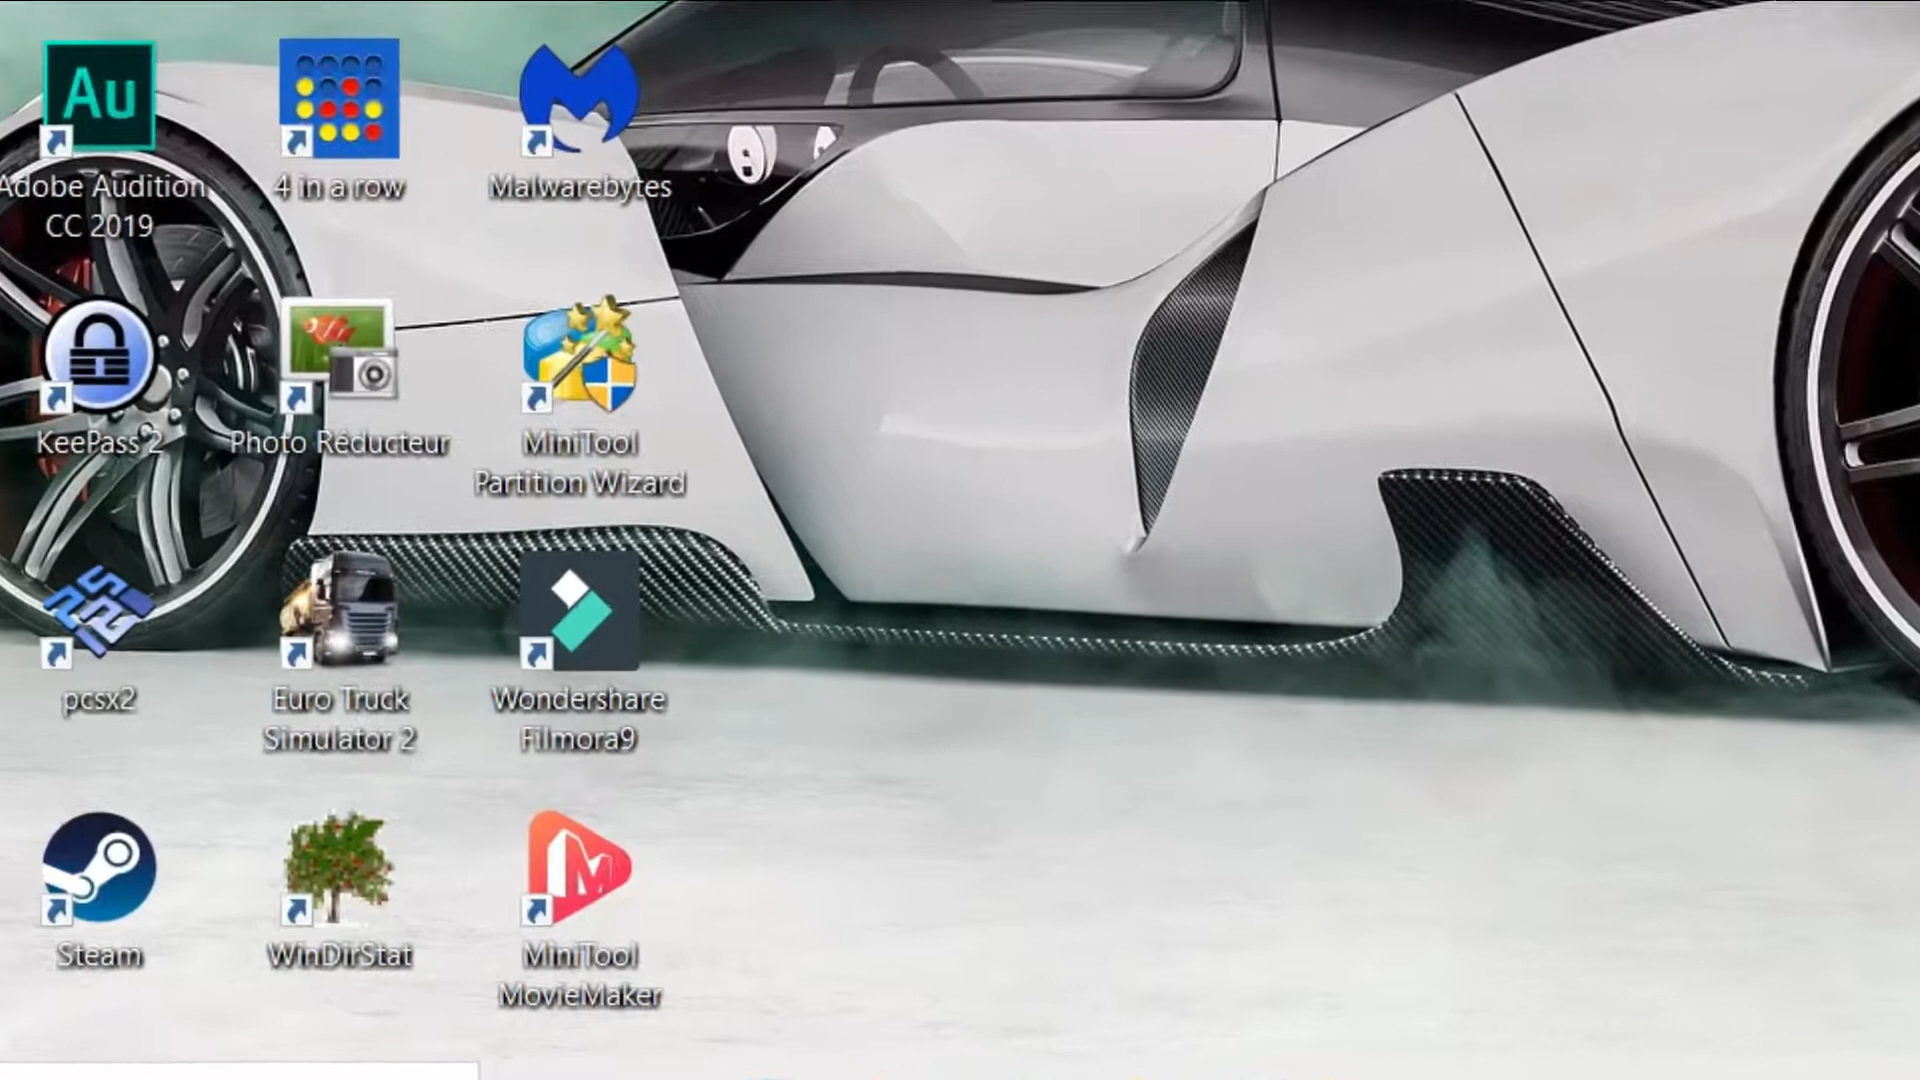 Au
Adobe Audition
CC 2019
4 in a row
Malwarebytes
KeePass 2
Photo Réducteur
MiniTool
Partition Wizard
pcsx2
Euro Truck
Simulator 2
Wondershare
Filmora9
Steam
WinDirStat
MiniTool
MovieMaker